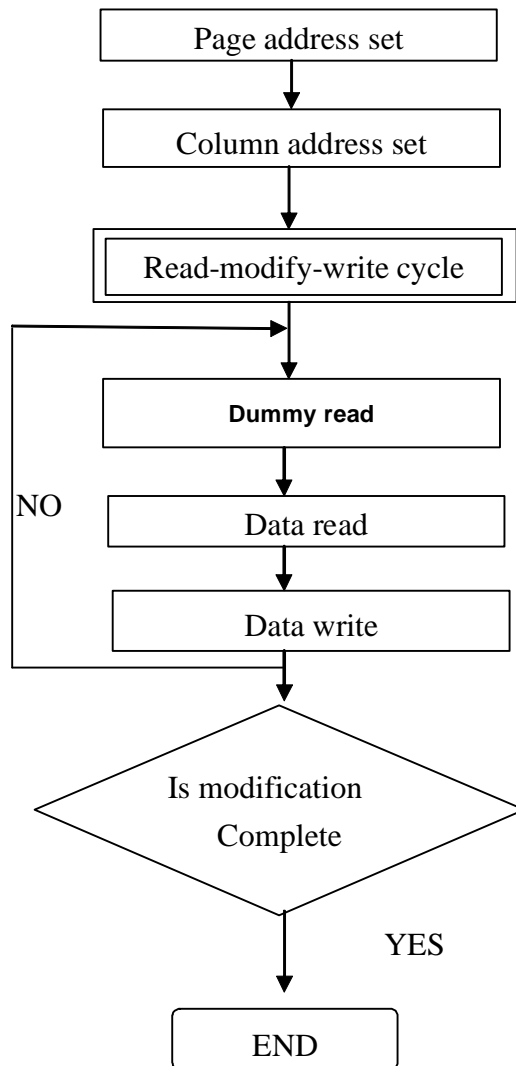 Page address set
Column address set
Read-modify-write cycle
Dummy read
NO
Data read
Data write
Is modification
Complete
YES
END